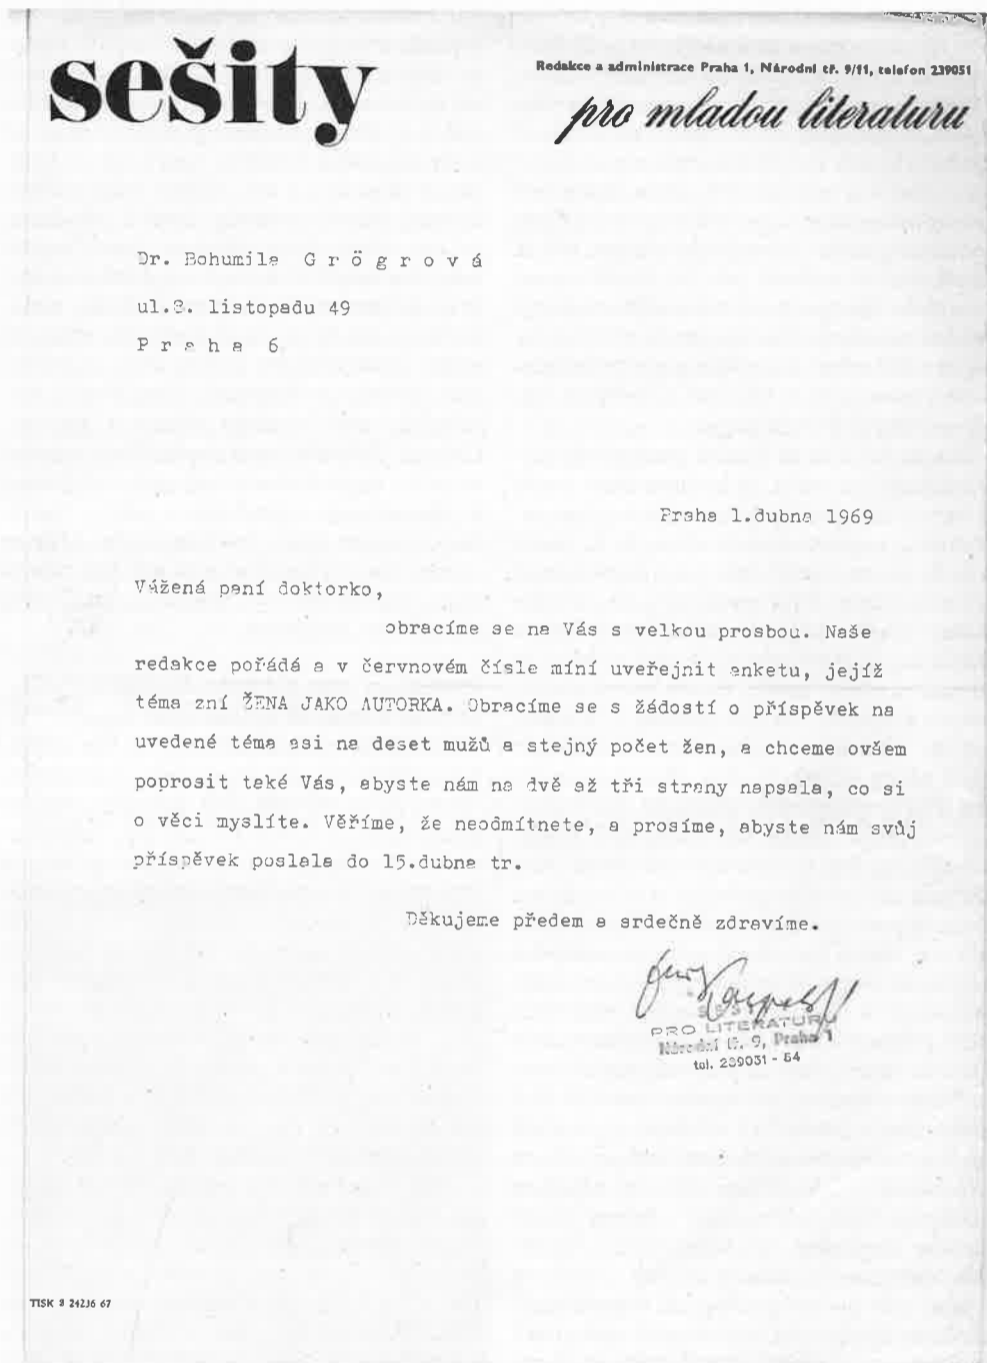 sešity
Redakce a administrace Praha 1, Národní tř. 9/11, telefon 239051
pro mladou literaturu
Dr. Bohumila G r ö g r o v á
ul.8. listopadu 49
P r a h a 6
Praha 1.dubna 1969
Vážená paní doktorko,
obracíme se na Vás s velkou prosbou. Naše
redakce pořádá a v červnovém čísle míní uveřejnit anketu, jejíž
téma zní ŽENA JAKO AUTORKA. Obracíme se s žádostí o příspěvek na
uvedené téma asi na deset mužů a stejný počet žen, a chceme ovšem
poprosit také Vás, abyste nám na dvě až tři strany napsala, co si
o věci myslíte. Věříme, že neodmítnete, a prosíme, abyste nám svůj
příspěvek poslala do 15.dubna tr.
Děkujeme předem a srdečně zdravíme.
PRO LITERATURU
Národní tř. 9, Praha 1
tel. 239051 - 54
TISK 3 24236 67